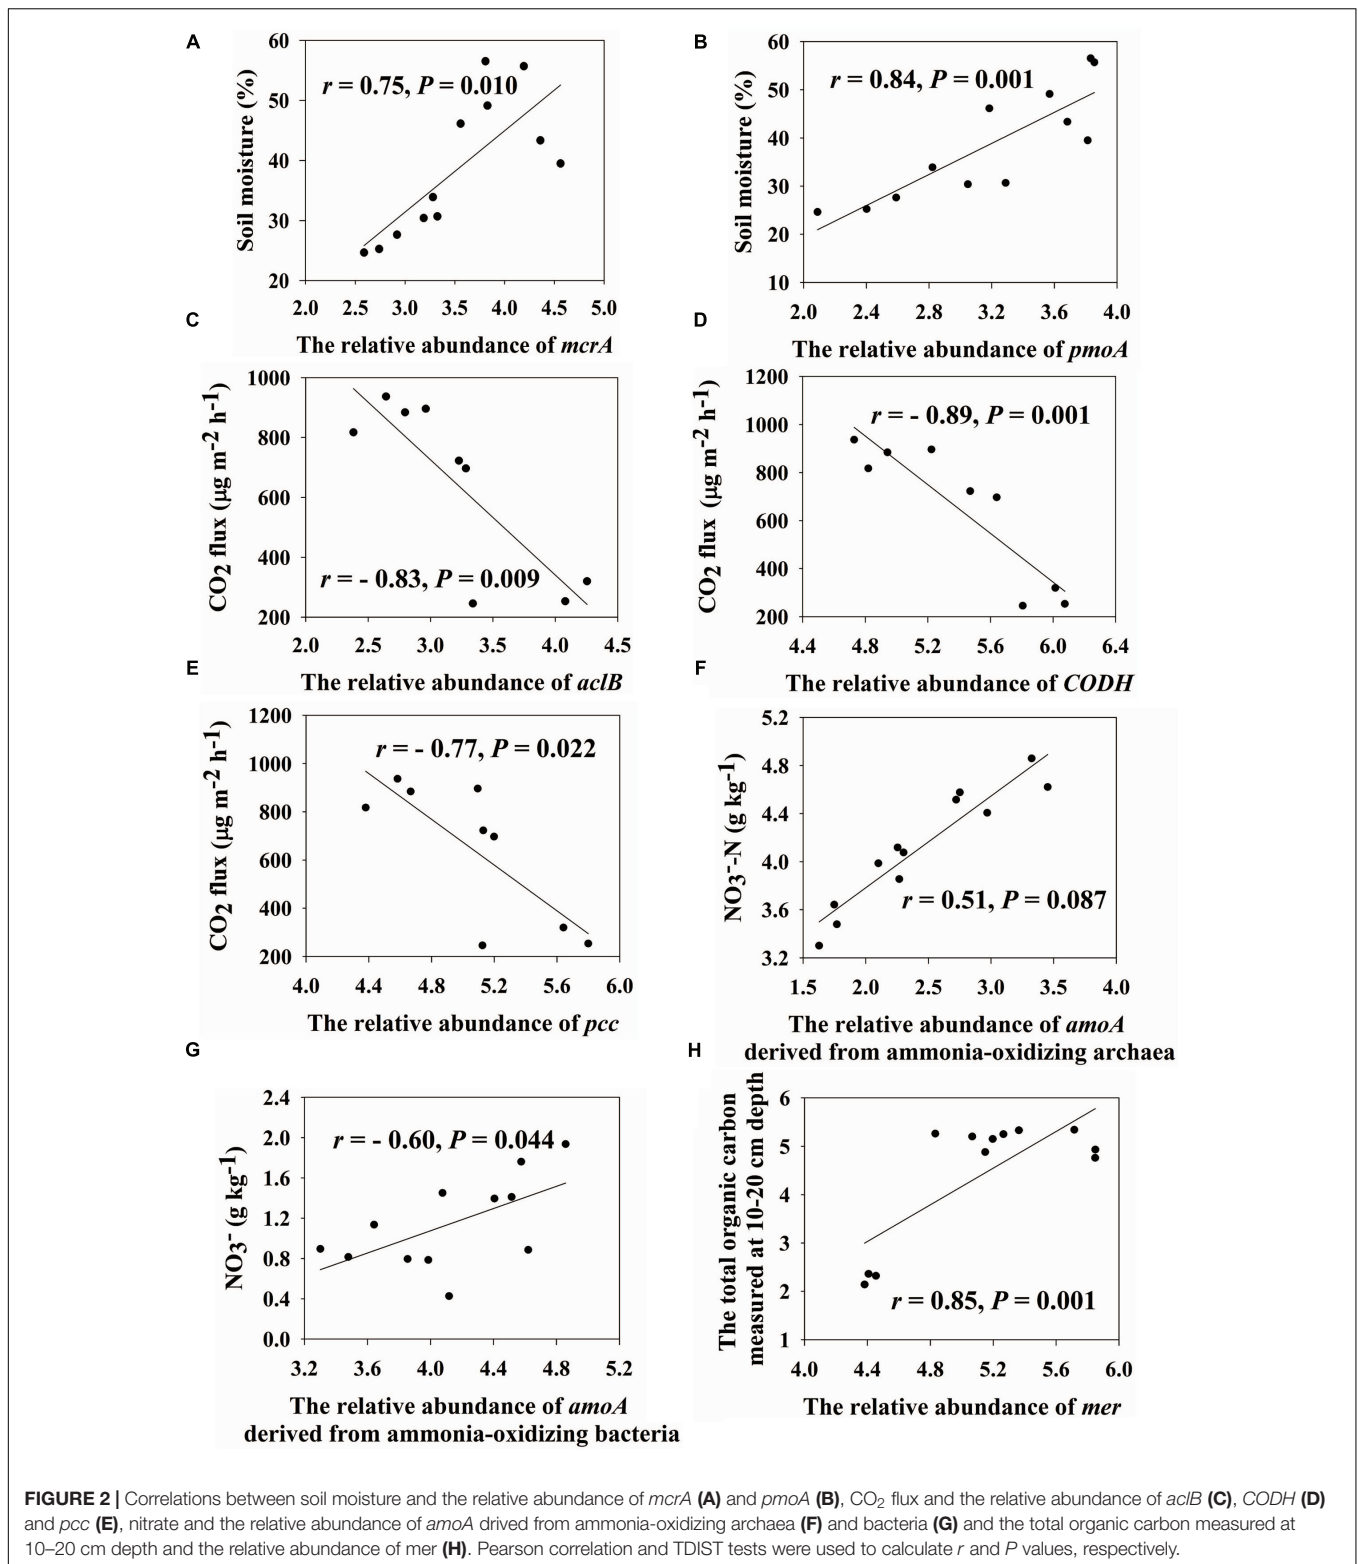 A
60
50
40
30
20
Soil moisture (%)
r = 0.75, P = 0.010
2.0 2.5 3.0 3.5 4.0 4.5 5.0
The relative abundance of mcrA
B
60
50
40
30
20
10
Soil moisture (%)
r = 0.84, P = 0.001
2.0 2.4 2.8 3.2 3.6 4.0
The relative abundance of pmoA
C
1000
800
600
400
200
CO2 flux (μg m-2 h-1)
r = - 0.83, P = 0.009
2.0 2.5 3.0 3.5 4.0 4.5
The relative abundance of aclB
D
1200
1000
800
600
400
200
CO2 flux (μg m-2 h-1)
r = - 0.89, P = 0.001
4.4 4.8 5.2 5.6 6.0 6.4
The relative abundance of CODH
E
1200
1000
800
600
400
200
CO2 flux (μg m-2 h-1)
r = - 0.77, P = 0.022
4.0 4.4 4.8 5.2 5.6 6.0
The relative abundance of pcc
F
5.2
4.8
4.4
4.0
3.6
3.2
NO3--N (g kg-1)
r = 0.51, P = 0.087
1.5 2.0 2.5 3.0 3.5 4.0
The relative abundance of amoA
derived from ammonia-oxidizing archaea
G
2.4
2.0
1.6
1.2
0.8
0.4
0.0
NO3- (g kg-1)
r = - 0.60, P = 0.044
3.2 3.6 4.0 4.4 4.8 5.2
The relative abundance of amoA
derived from ammonia-oxidizing bacteria
H
6
5
4
3
2
1
The total organic carbon
measured at 10-20 cm depth
r = 0.85, P = 0.001
4.0 4.4 4.8 5.2 5.6 6.0
The relative abundance of mer
FIGURE 2 | Correlations between soil moisture and the relative abundance of mcrA (A) and pmoA (B), CO2 flux and the relative abundance of aclB (C), CODH (D)
and pcc (E), nitrate and the relative abundance of amoA drived from ammonia-oxidizing archaea (F) and bacteria (G) and the total organic carbon measured at
10–20 cm depth and the relative abundance of mer (H). Pearson correlation and TDIST tests were used to calculate r and P values, respectively.